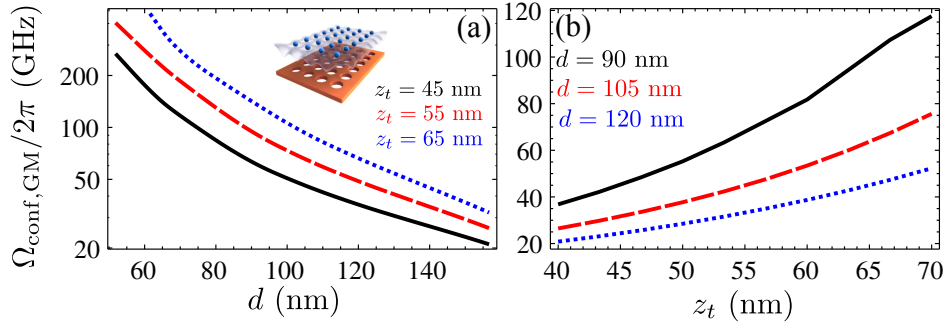 (a)
Ω_conf,GM/2π (GHz)
200
100
50
20
z_t = 45 nm
z_t = 55 nm
z_t = 65 nm
60 80 100 120 140
d (nm)
(b)
120
100
80
60
40
20
d = 90 nm
d = 105 nm
d = 120 nm
40 45 50 55 60 65 70
z_t (nm)